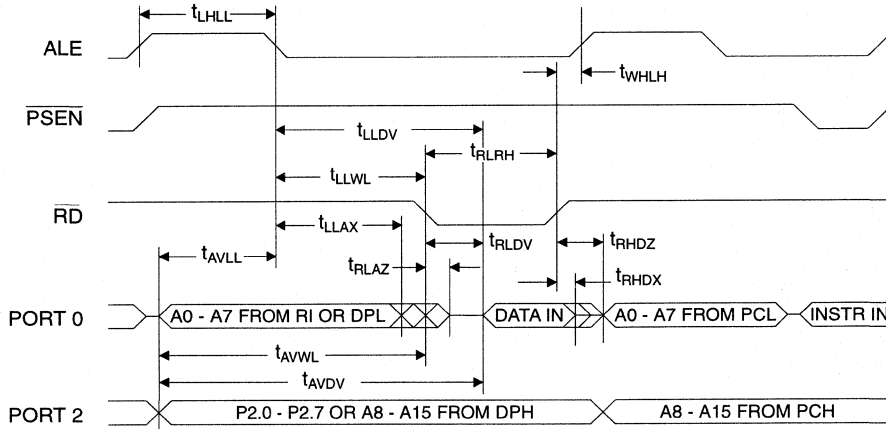 tLHLL
ALE
tWHLH
PSEN
tLLDV
tRLRH
tLLWL
RD
tLLAX
tRLDV
tRHDZ
tAVLL
tRLAZ
tRHDX
PORT 0
A0 - A7 FROM RI OR DPL
DATA IN
A0 - A7 FROM PCL
INSTR IN
tAVWL
tAVDV
PORT 2
P2.0 - P2.7 OR A8 - A15 FROM DPH
A8 - A15 FROM PCH